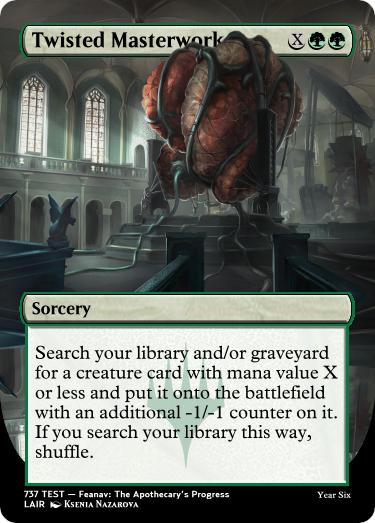 Twisted Masterwork X
Sorcery
Search your library and/or graveyard
for a creature card with mana value X
or less and put it onto the battlefield
with an additional -1/-1 counter on it.
If you search your library this way,
shuffle.
737 TEST — Feanav: The Apothecary's Progress Year Six
LAIR Ksenia Nazarova